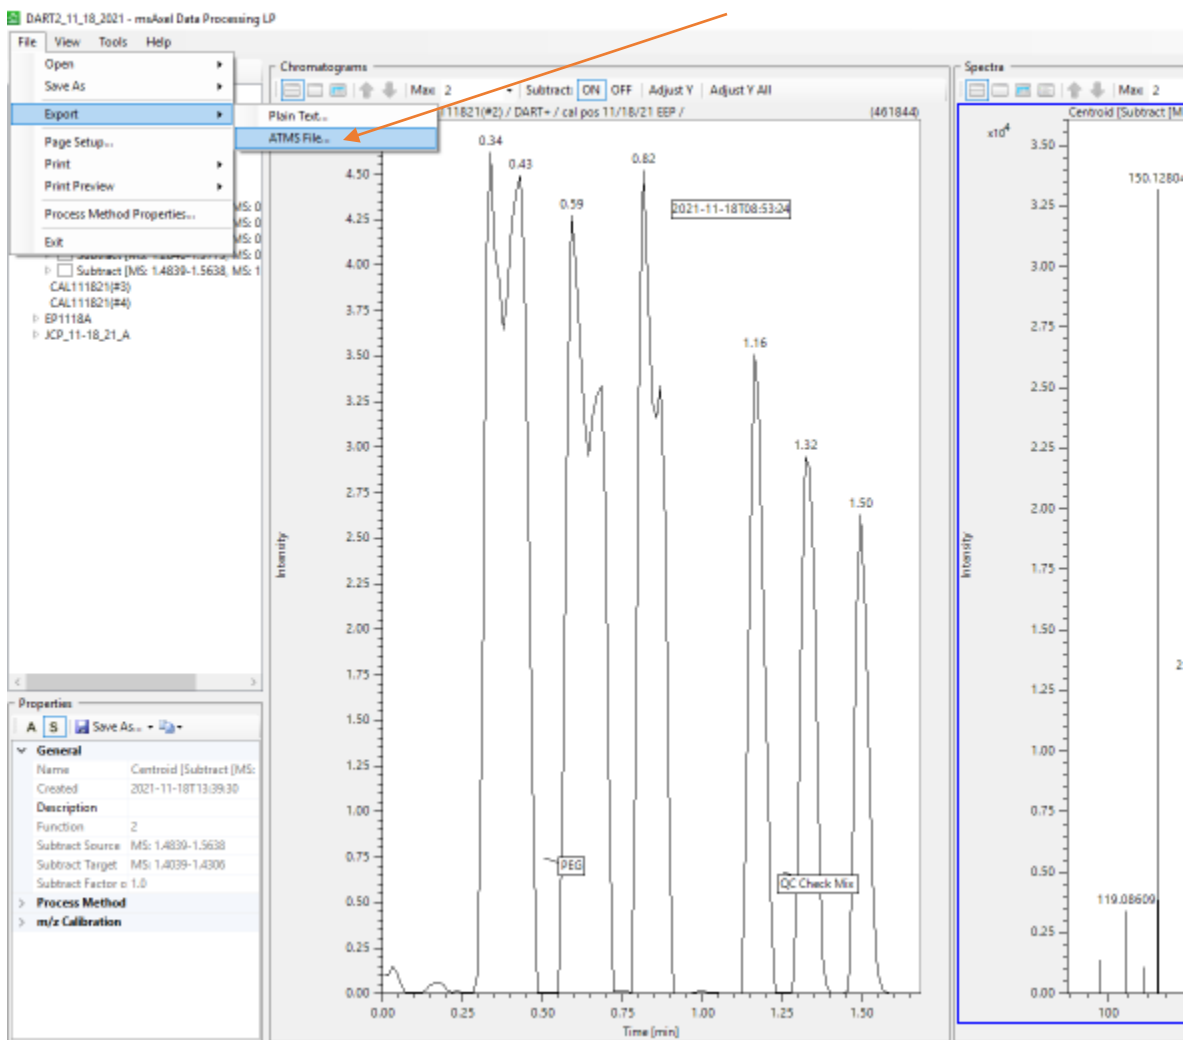 DART2_11_18_2021 - msAxel Data Processing LP
File View Tools Help
Open
Save As
Export
Page Setup...
Print
Print Preview
Process Method Properties...
Exit
Plain Text...
ATMS File...
MS: 0
MS: 0
MS: 0
Subtract [MS: 1.4839-1.5638, MS: 1
CAL111821(#3)
CAL111821(#4)
EP1118A
JCP_11-18_21_A
Properties
A S Save As...
General
Name Centroid [Subtract [MS:
Created 2021-11-18T13:39:30
Description
Function 2
Subtract Source MS: 1.4839-1.5638
Subtract Target MS: 1.4039-1.4306
Subtract Factor o 1.0
Process Method
m/z Calibration
Chromatograms
Max: 2 Subtract: ON OFF Adjust Y Adjust Y All
111821(#2) / DART+ / cal pos 11/18/21 EEP / (461844)
4.50
4.25
4.00
3.75
3.50
3.25
3.00
2.75
2.50
2.25
2.00
1.75
1.50
1.25
1.00
0.75
0.50
0.25
0.00
Intensity
0.34
0.43
0.59
0.82
1.16
1.32
1.50
2021-11-18T08:53:24
PEG
QC Check Mix
0.00 0.25 0.50 0.75 1.00 1.25 1.50
Time [min]
Spectra
Max: 2
Centroid [Subtract [M
x10⁴
3.50
3.25
3.00
2.75
2.50
2.25
2.00
1.75
1.50
1.25
1.00
0.75
0.50
0.25
0.00
Intensity
150.12804
2
119.08609
100